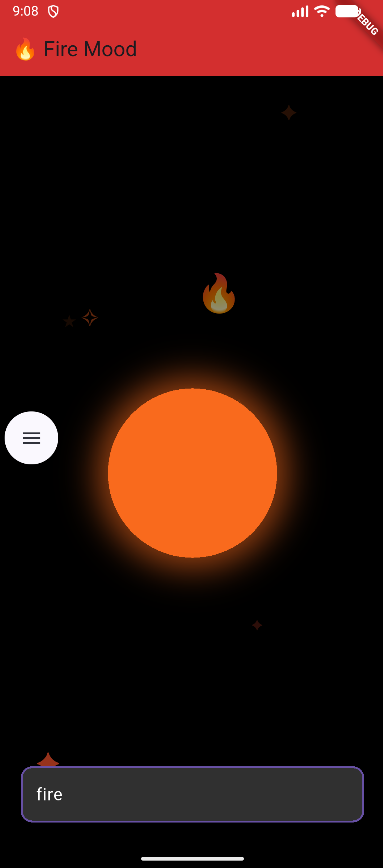 9:08
DEBUG
🔥 Fire Mood
fire